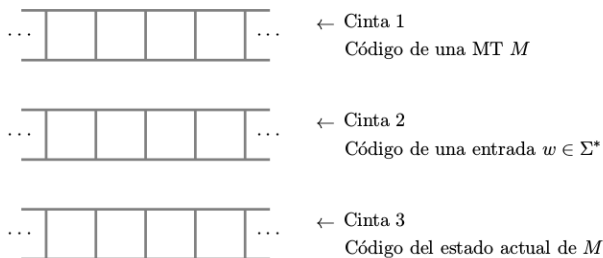 ... ... ← Cinta 1
Código de una MT M
... ... ← Cinta 2
Código de una entrada w ∈ Σ*
... ... ← Cinta 3
Código del estado actual de M